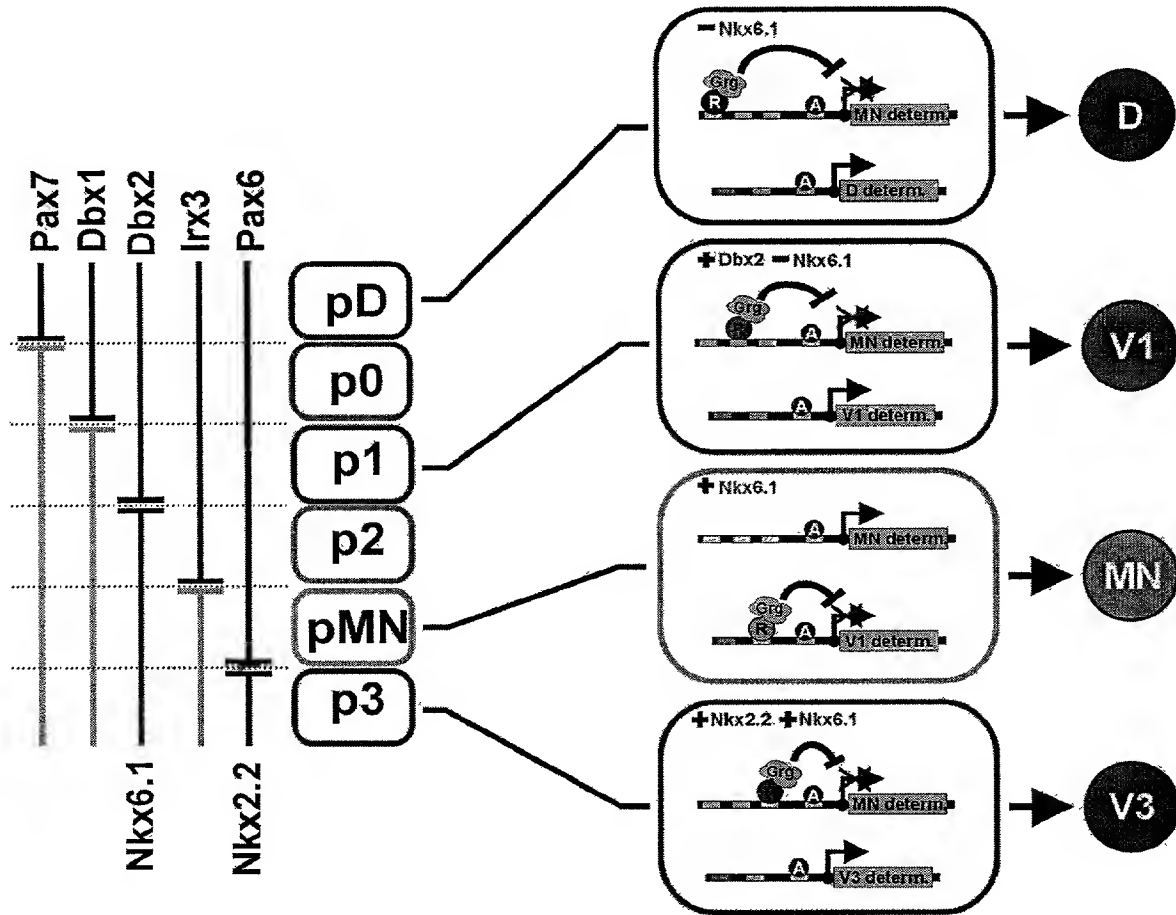 Pax7
Dbx1
Dbx2
Irx3
Pax6
Nkx6.1
Nkx2.2
pD
p0
p1
p2
pMN
p3
-Nkx6.1
Grg
R
A
MN determ.
A
D determ.
D
+Dbx2 -Nkx6.1
Grg
R
A
MN determ.
A
V1 determ.
V1
+Nkx6.1
A
MN determ.
Grg
R
A
V1 determ.
MN
+Nkx2.2 +Nkx6.1
Grg
A
MN determ.
A
V3 determ.
V3